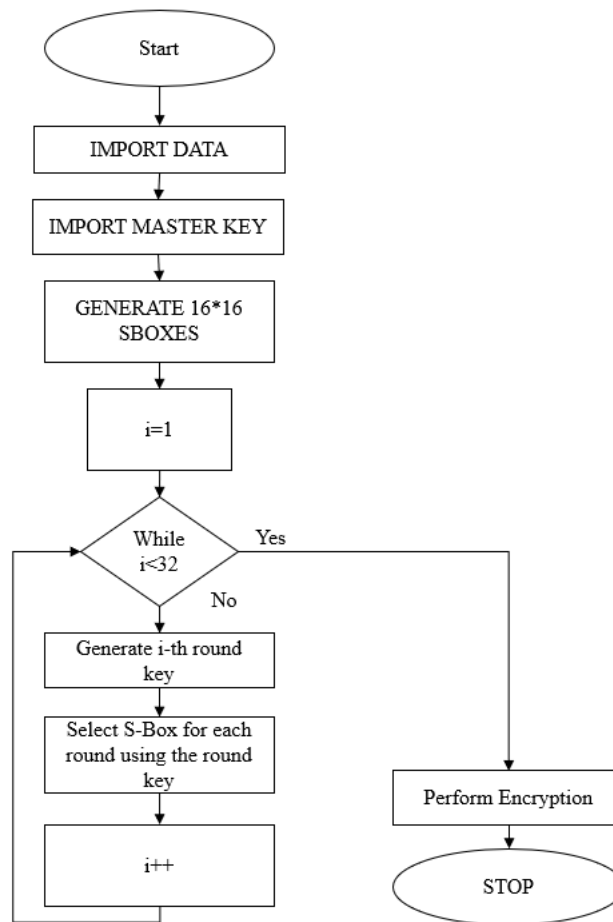 Start
IMPORT DATA
IMPORT MASTER KEY
GENERATE 16*16
SBOXES
i=1
While
i<32
Yes
No
Generate i-th round
key
Select S-Box for each
round using the round
key
i++
Perform Encryption
STOP